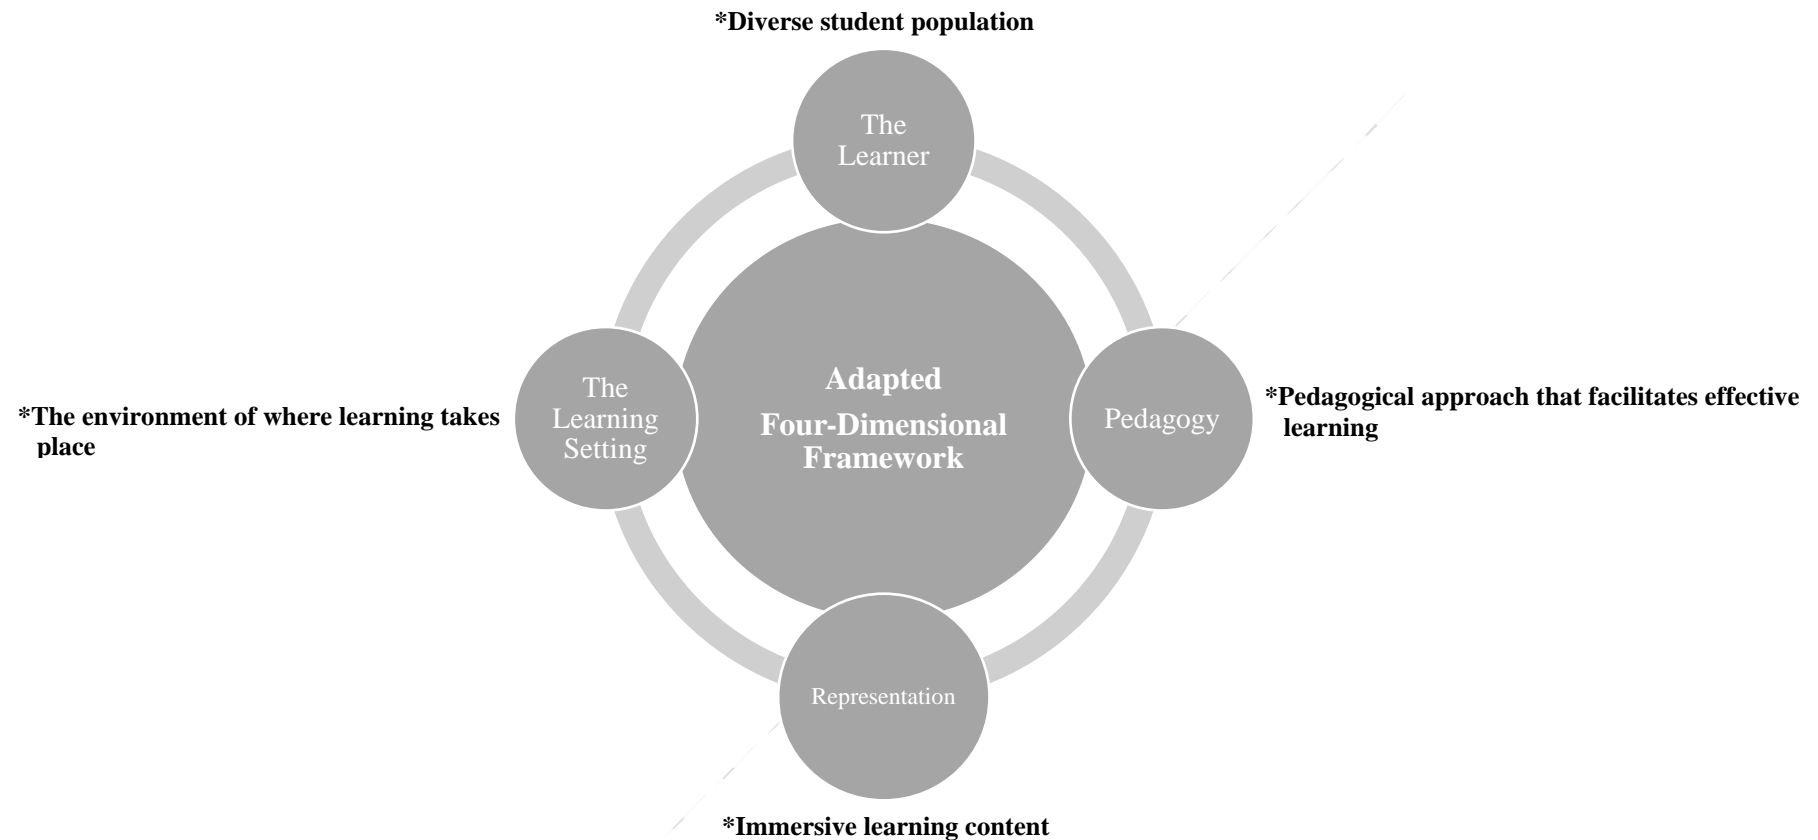 *Diverse student population
The
Learner
*The environment of where learning takes
place
The
Learning
Setting
Adapted
Four-Dimensional
Framework
Pedagogy
*Pedagogical approach that facilitates effective
learning
Representation
*Immersive learning content